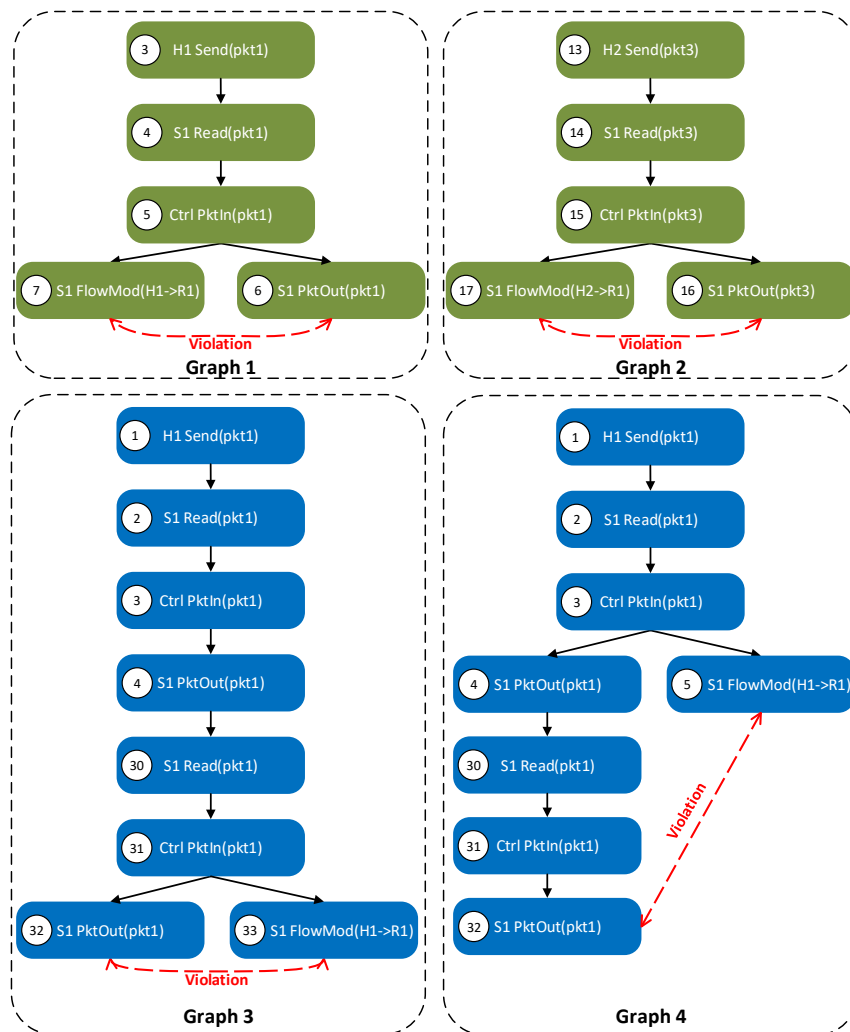 3 H1 Send(pkt1)
4 S1 Read(pkt1)
5 Ctrl PktIn(pkt1)
7 S1 FlowMod(H1->R1)
6 S1 PktOut(pkt1)
Violation
Graph 1
13 H2 Send(pkt3)
14 S1 Read(pkt3)
15 Ctrl PktIn(pkt3)
17 S1 FlowMod(H2->R1)
16 S1 PktOut(pkt3)
Violation
Graph 2
1 H1 Send(pkt1)
2 S1 Read(pkt1)
3 Ctrl PktIn(pkt1)
4 S1 PktOut(pkt1)
30 S1 Read(pkt1)
31 Ctrl PktIn(pkt1)
32 S1 PktOut(pkt1)
33 S1 FlowMod(H1->R1)
Violation
Graph 3
1 H1 Send(pkt1)
2 S1 Read(pkt1)
3 Ctrl PktIn(pkt1)
4 S1 PktOut(pkt1)
5 S1 FlowMod(H1->R1)
30 S1 Read(pkt1)
31 Ctrl PktIn(pkt1)
32 S1 PktOut(pkt1)
Violation
Graph 4